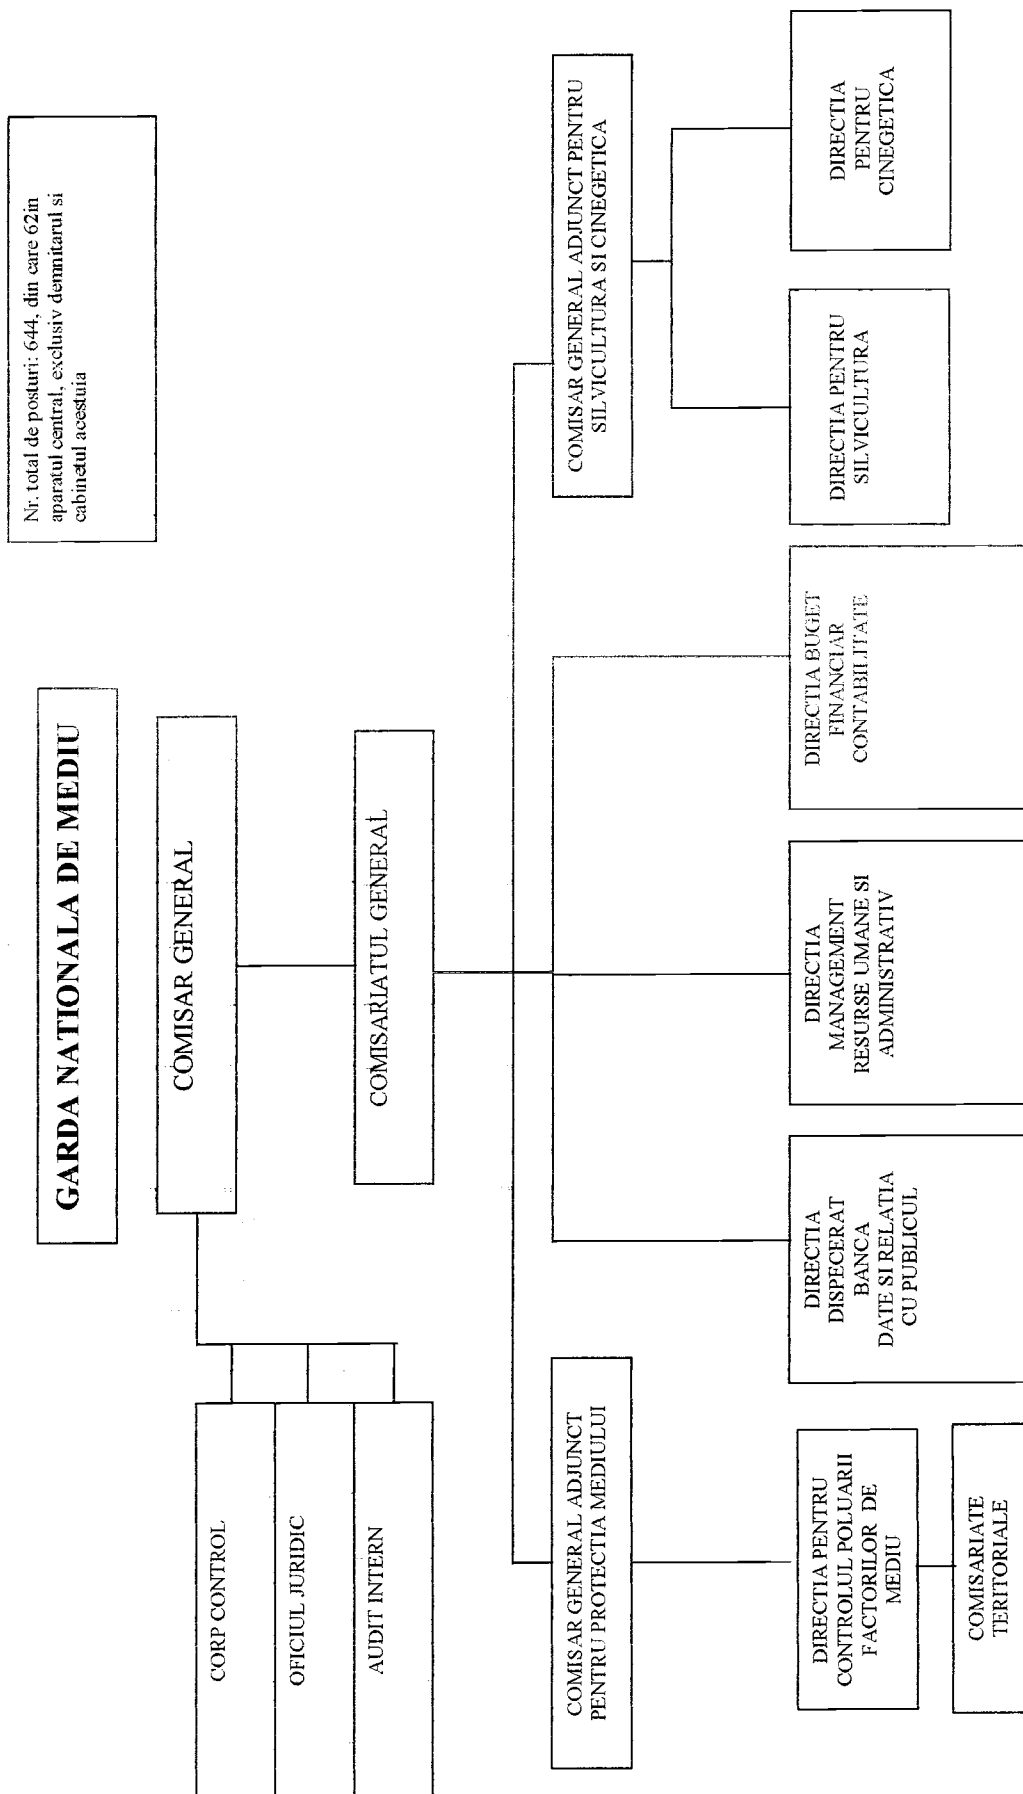 Nr. total de posturi: 644, din care 62in
aparatul central, exclusiv demnitarul si
cabinetul acestuia
GARDA NATIONALA DE MEDIU
COMISAR GENERAL
CORP CONTROL
OFICIUL JURIDIC
AUDIT INTERN
COMISARIATUL GENERAL
COMISAR GENERAL ADJUNCT
PENTRU PROTECTIA MEDIULUI
COMISAR GENERAL ADJUNCT PENTRU
SILVICULTURA SI CINEGETICA
DIRECTIA PENTRU
CONTROLUL POLUARII
FACTORILOR DE
MEDIU
COMISARIATE
TERITORIALE
DIRECTIA
DISPECERAT
BANCA
DATE SI RELATIA
CU PUBLICUL
DIRECTIA
MANAGEMENT
RESURSE UMANE SI
ADMINISTRATIV
DIRECTIA BUGET
FINANCIAR
CONTABILITATE
DIRECTIA PENTRU
SILVICULTURA
DIRECTIA
PENTRU
CINEGETICA